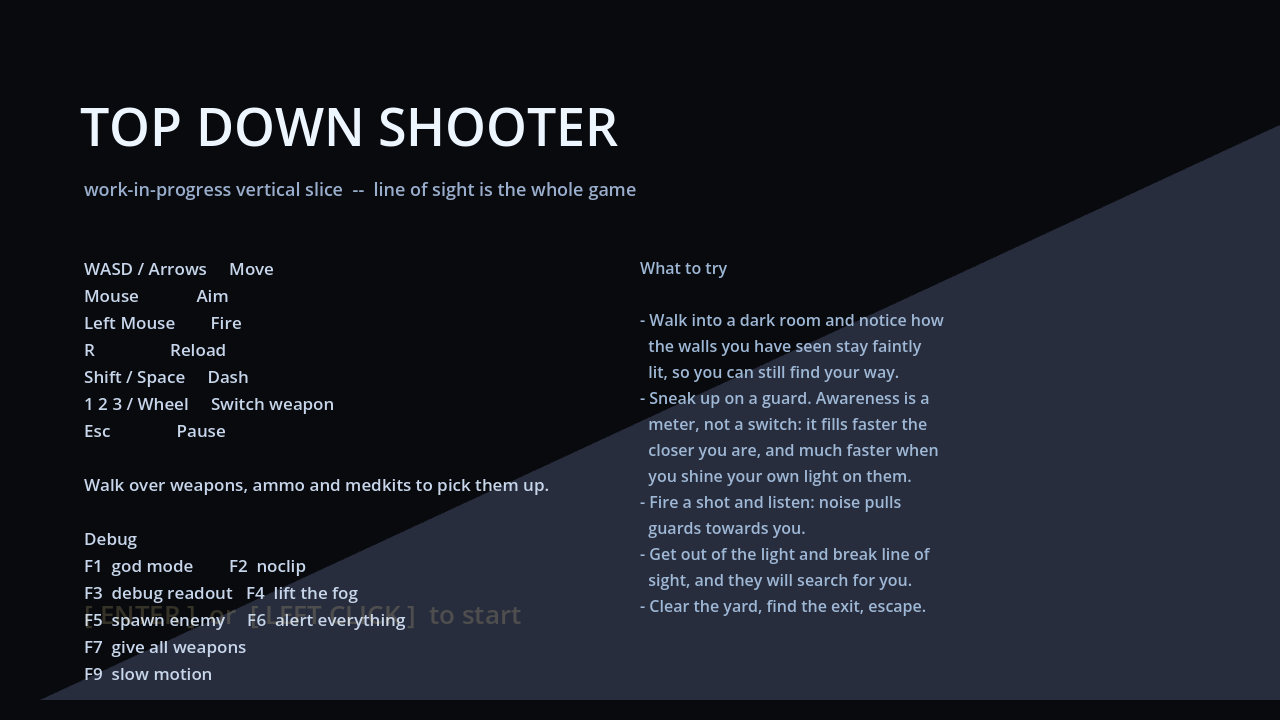 TOP DOWN SHOOTER
work-in-progress vertical slice -- line of sight is the whole game
WASD / Arrows Move
Mouse Aim
Left Mouse Fire
R Reload
Shift / Space Dash
1 2 3 / Wheel Switch weapon
Esc Pause
Walk over weapons, ammo and medkits to pick them up.
Debug
F1 god mode F2 noclip
F3 debug readout F4 lift the fog
[ ENTER ] or [ LEFT CLICK ] to start
F5 spawn enemy F6 alert everything
F7 give all weapons
F9 slow motion
What to try
- Walk into a dark room and notice how
the walls you have seen stay faintly
lit, so you can still find your way.
- Sneak up on a guard. Awareness is a
meter, not a switch: it fills faster the
closer you are, and much faster when
you shine your own light on them.
- Fire a shot and listen: noise pulls
guards towards you.
- Get out of the light and break line of
sight, and they will search for you.
- Clear the yard, find the exit, escape.